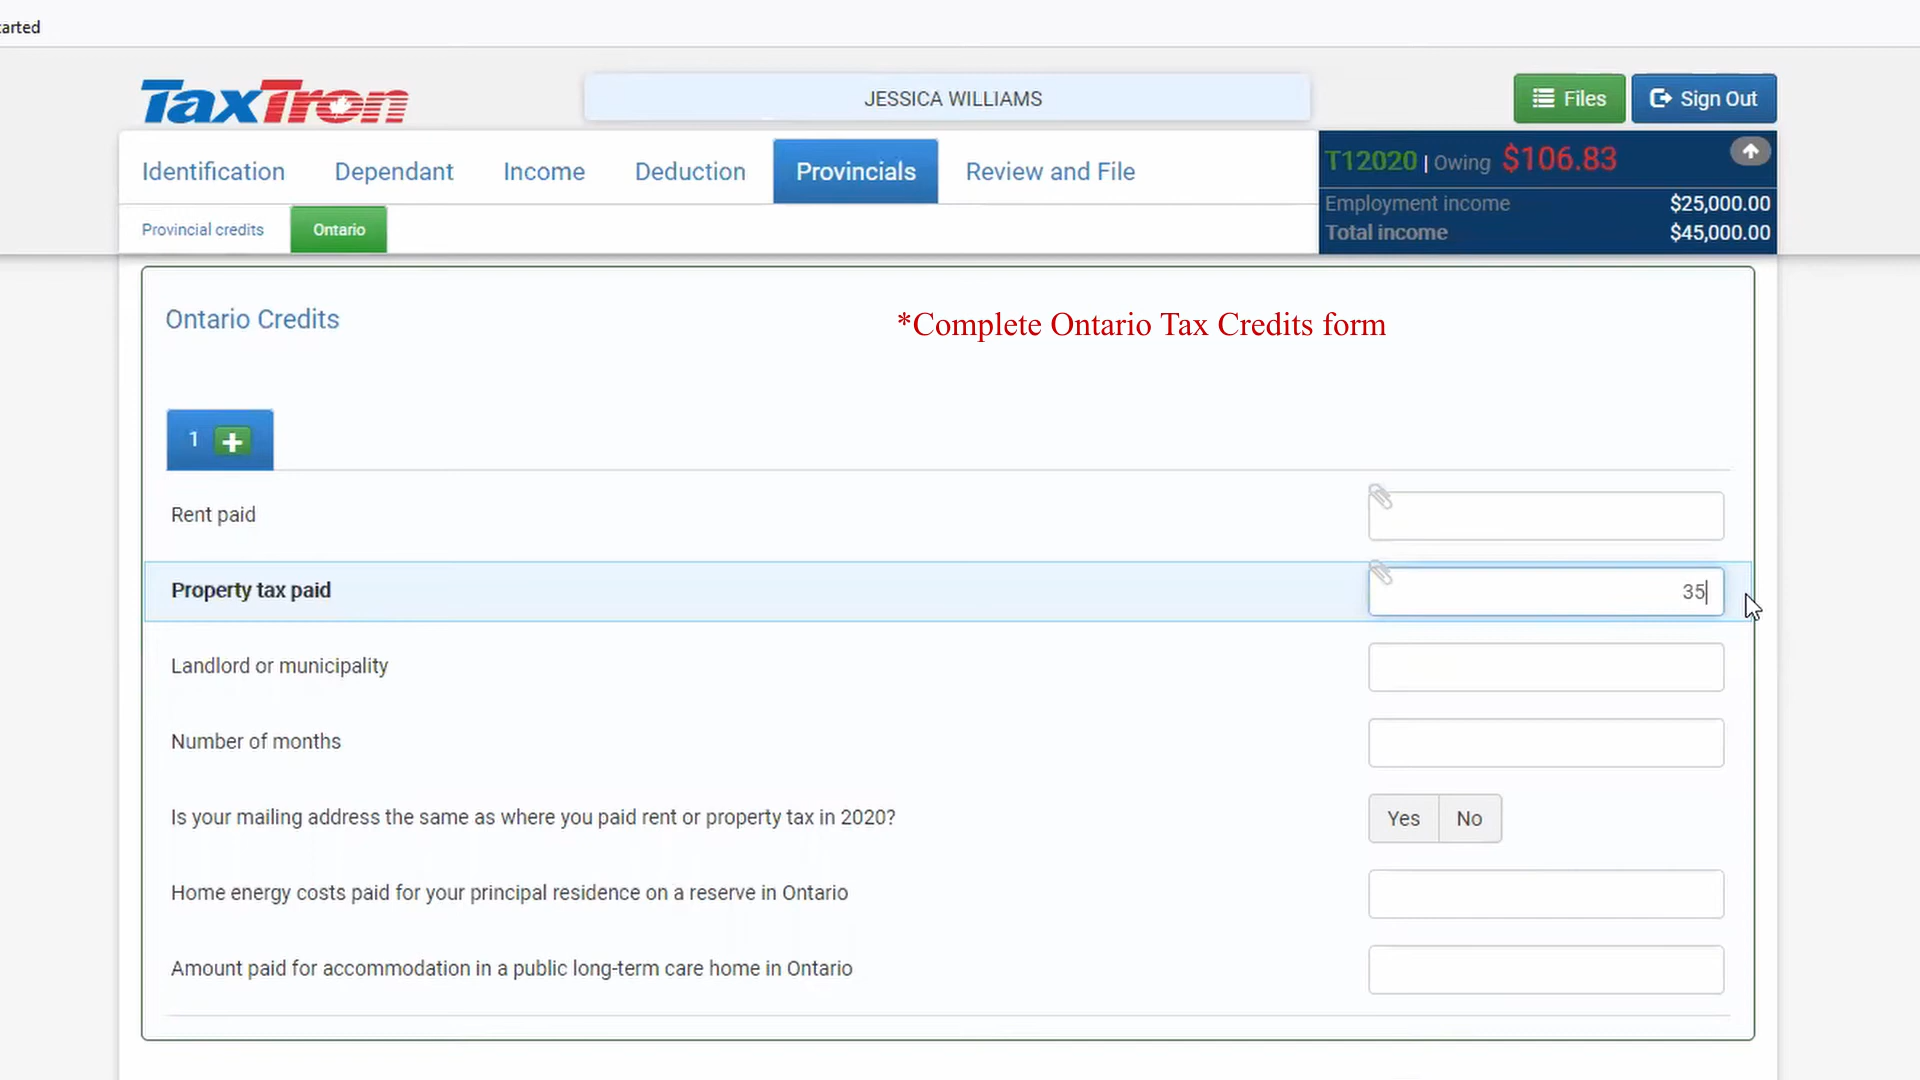 arted
TaxTron
JESSICA WILLIAMS
Files
Sign Out
Identification
Dependant
Income
Deduction
Provincials
Review and File
T12020 | Owing $106.83
Employment income $25,000.00
Total income $45,000.00
Provincial credits
Ontario
Ontario Credits
*Complete Ontario Tax Credits form
1
Rent paid
Property tax paid 35
Landlord or municipality
Number of months
Is your mailing address the same as where you paid rent or property tax in 2020? Yes No
Home energy costs paid for your principal residence on a reserve in Ontario
Amount paid for accommodation in a public long-term care home in Ontario